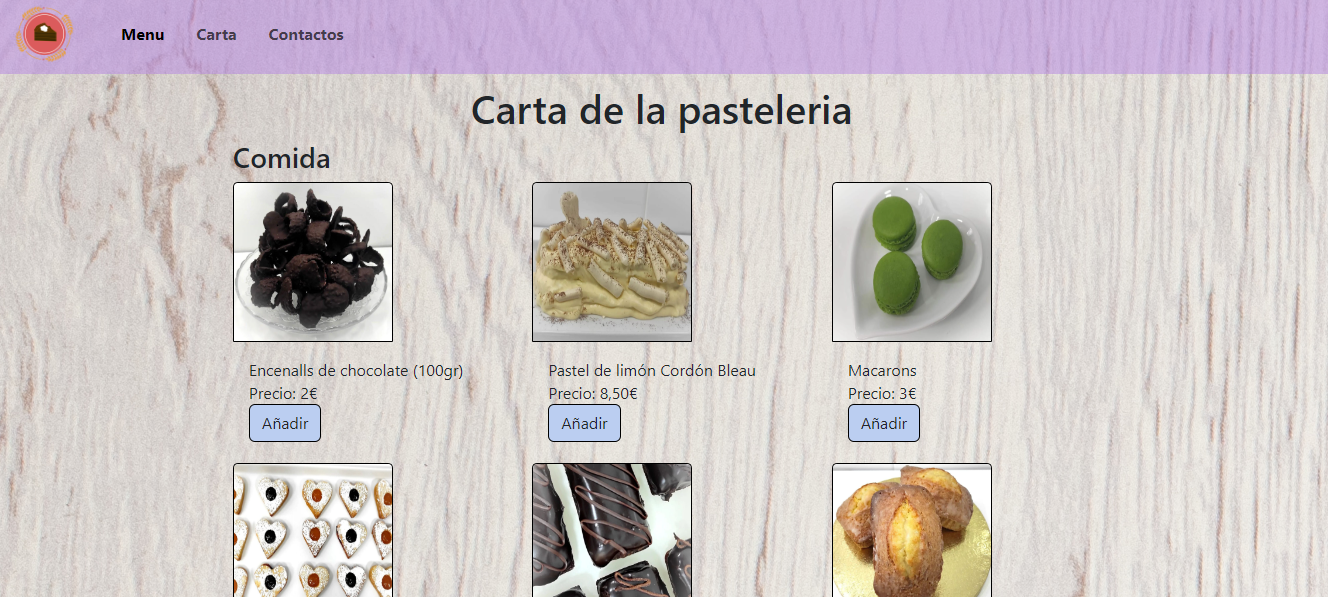 Menu Carta Contactos
Carta de la pasteleria
Comida
Encenalls de chocolate (100gr)
Precio: 2€
Añadir
Pastel de limón Cordón Bleau
Precio: 8,50€
Añadir
Macarons
Precio: 3€
Añadir